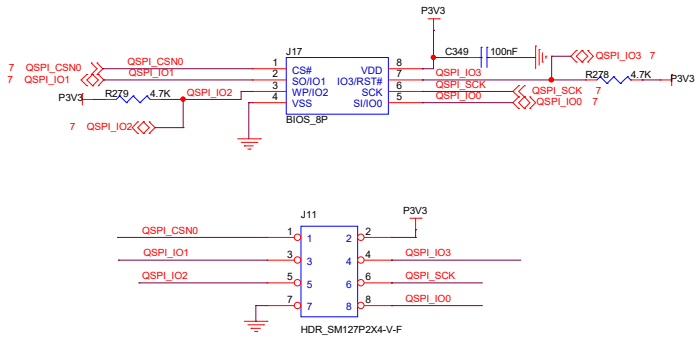 P3V3
J17
C349 100nF
QSPI_IO3 7
7 QSPI_CSN0 QSPI_CSN0 1 CS# VDD 8
7 QSPI_IO1 QSPI_IO1 2 SO/IO1 IO3/RST# 7 QSPI_IO3 R278 4.7K P3V3
P3V3 R279 4.7K QSPI_IO2 3 WP/IO2 SCK 6 QSPI_SCK QSPI_SCK 7
4 VSS SI/IO0 5 QSPI_IO0 QSPI_IO0 7
BIOS_8P
7 QSPI_IO2
P3V3
J11
QSPI_CSN0 1 1 2 2
QSPI_IO1 3 3 4 4 QSPI_IO3
QSPI_IO2 5 5 6 6 QSPI_SCK
7 7 8 8 QSPI_IO0
HDR_SM127P2X4-V-F